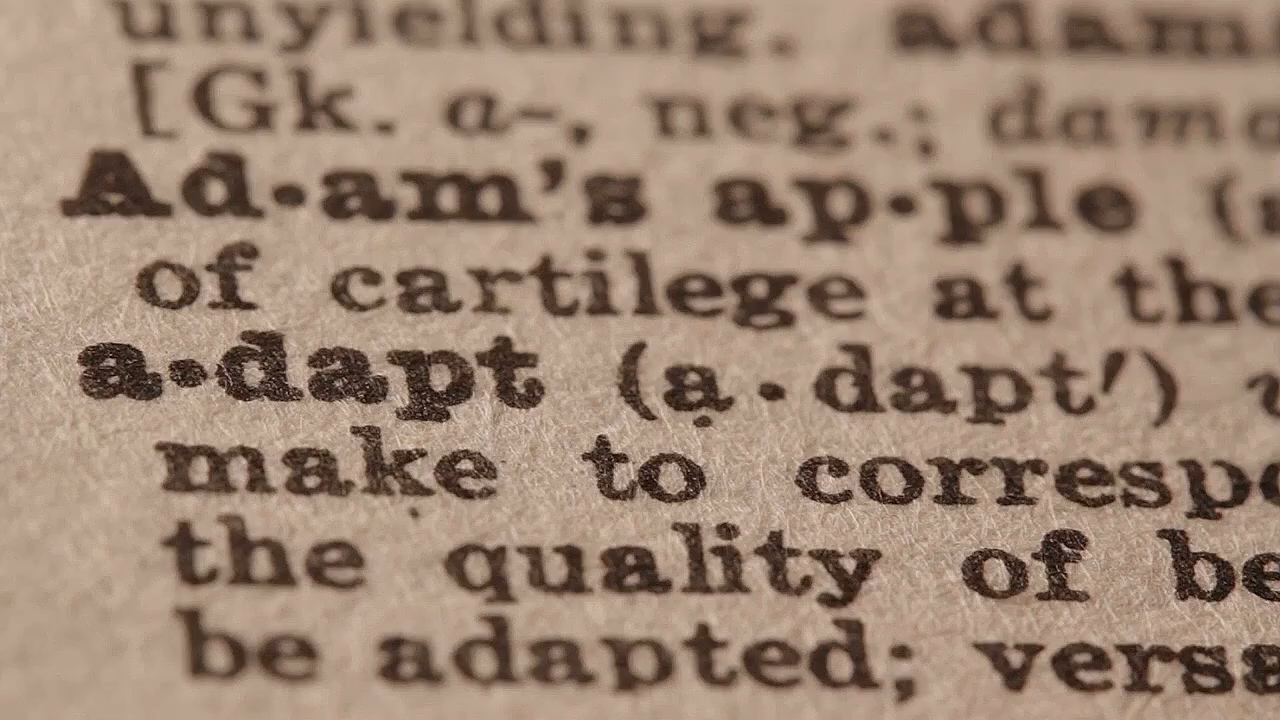 unyielding. adam
[Gk. a-, neg.; dam
Ad•am's ap•ple (
of cartilege at the
a•dapt (ạ•dapt′)
make to corresp
the quality of be
be adapted; versa